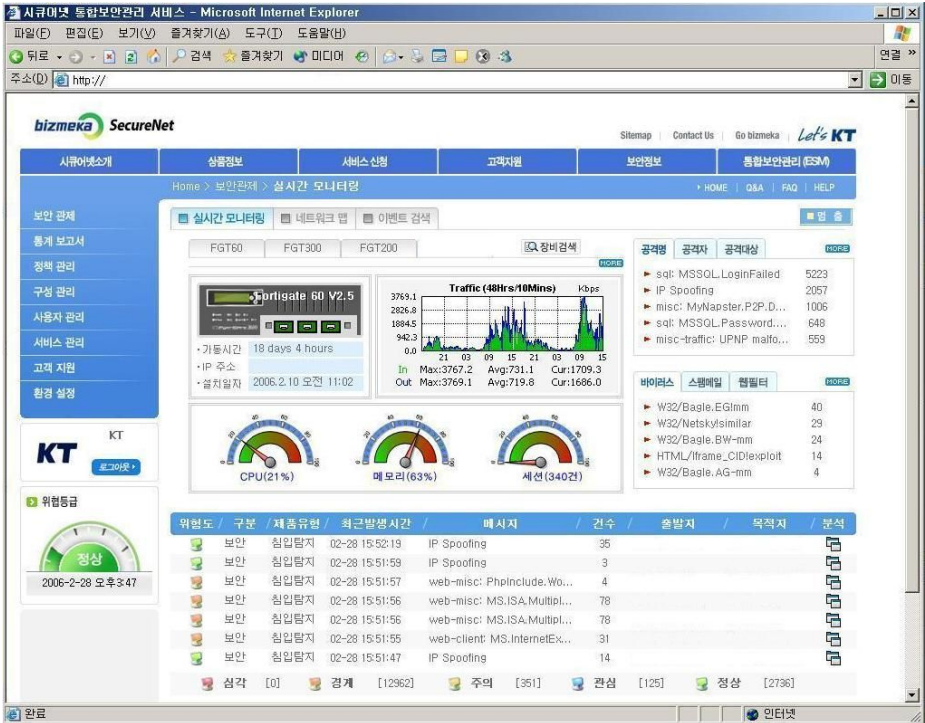 시큐어넷 통합보안관리 서비스 - Microsoft Internet Explorer
파일(F) 편집(E) 보기(V) 즐겨찾기(A) 도구(T) 도움말(H)
뒤로 검색 즐겨찾기 미디어 연결 »
주소(D) http:// 이동
bizmeka SecureNet
Sitemap Contact Us Go bizmeka Let's KT
시큐어넷소개 상품정보 서비스 신청 고객지원 보안정보 통합보안관리 (ESM)
Home > 보안관제 > 실시간 모니터링
HOME | Q&A | FAQ | HELP
보안 관제
통계 보고서
정책 관리
구성 관리
사용자 관리
서비스 관리
고객 지원
환경 설정
KT KT
로그아웃
위협등급
정상
2006-2-28 오후3:47
실시간 모니터링 네트워크 맵 이벤트 검색
멈 춤
FGT60 FGT300 FGT200 장비검색
MORE
Fortigate 60 V2.5
·가동시간 18 days 4 hours
·IP 주소
·설치일자 2006.2.10 오전 11:02
Traffic (48Hrs/10Mins) Kbps
3769.1
2826.8
1884.5
942.3
0.0
21 03 09 15 21 03 09 15
In Max:3767.2 Avg:731.1 Cur:1709.3
Out Max:3769.1 Avg:719.8 Cur:1686.0
CPU(21%) 메모리(63%) 세션(340건)
공격명 공격자 공격대상 MORE
sql: MSSQL.LoginFailed 5223
IP Spoofing 2057
misc: MyNapster.P2P.D... 1006
sql: MSSQL.Password.... 648
misc-traffic: UPNP malfo... 559
바이러스 스팸메일 웹필터 MORE
W32/Bagle.EG!mm 40
W32/Netsky!similar 29
W32/Bagle.BW-mm 24
HTML/Iframe_CID!exploit 14
W32/Bagle.AG-mm 4
위험도 / 구분 / 제품유형 / 최근발생시간 / 메시지 / 건수 / 출발지 / 목적지 / 분석
보안 침입탐지 02-28 15:52:19 IP Spoofing 35
보안 침입탐지 02-28 15:51:59 IP Spoofing 3
보안 침입탐지 02-28 15:51:57 web-misc: PhpInclude.Wo... 4
보안 침입탐지 02-28 15:51:56 web-misc: MS.ISA.Multipl... 78
보안 침입탐지 02-28 15:51:56 web-misc: MS.ISA.Multipl... 78
보안 침입탐지 02-28 15:51:55 web-client: MS.InternetEx... 31
보안 침입탐지 02-28 15:51:47 IP Spoofing 14
심각 [0] 경계 [12962] 주의 [351] 관심 [125] 정상 [2736]
완료 인터넷